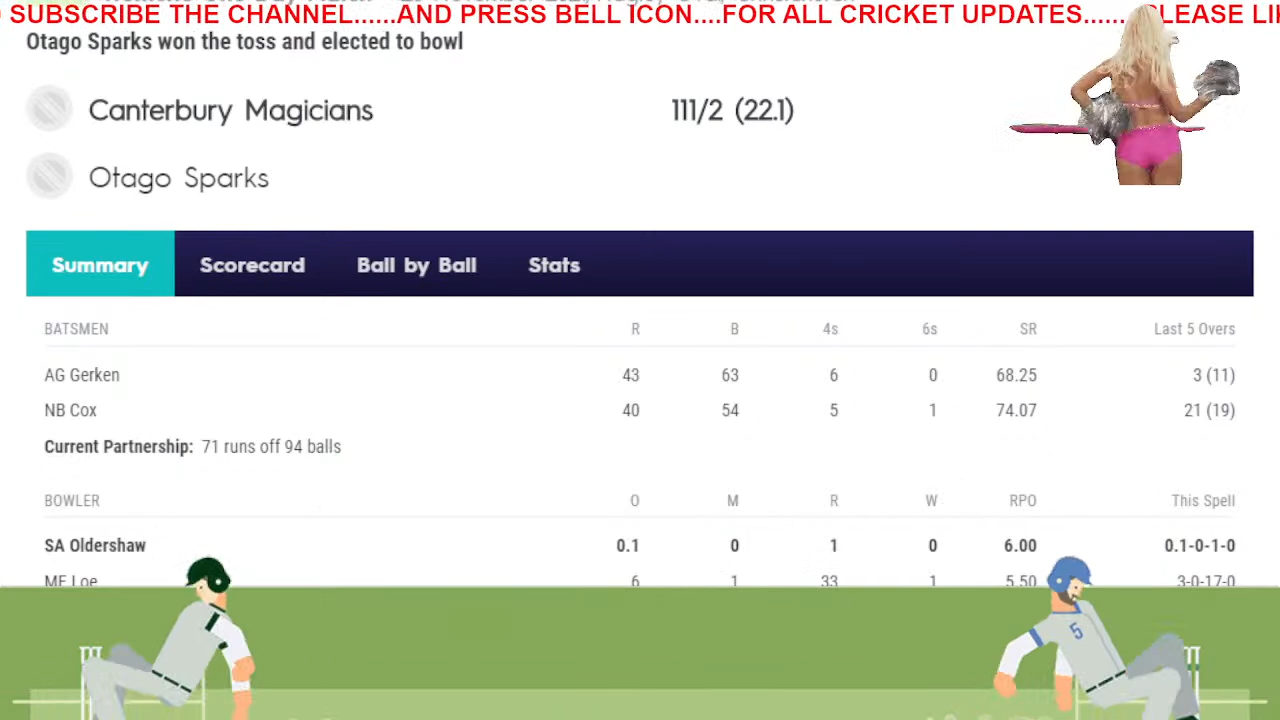 SUBSCRIBE THE CHANNEL......AND PRESS BELL ICON....FOR ALL CRICKET UPDATES......
Otago Sparks won the toss and elected to bowl
Canterbury Magicians 111/2 (22.1)
Otago Sparks
Summary Scorecard Ball by Ball Stats
BATSMEN R B 4s 6s SR Last 5 Overs
AG Gerken 43 63 6 0 68.25 3 (11)
NB Cox 40 54 5 1 74.07 21 (19)
Current Partnership: 71 runs off 94 balls
BOWLER O M R W RPO This Spell
SA Oldershaw 0.1 0 1 0 6.00 0.1-0-1-0
MF Loe 6 1 33 1 5.50 3-0-17-0
5